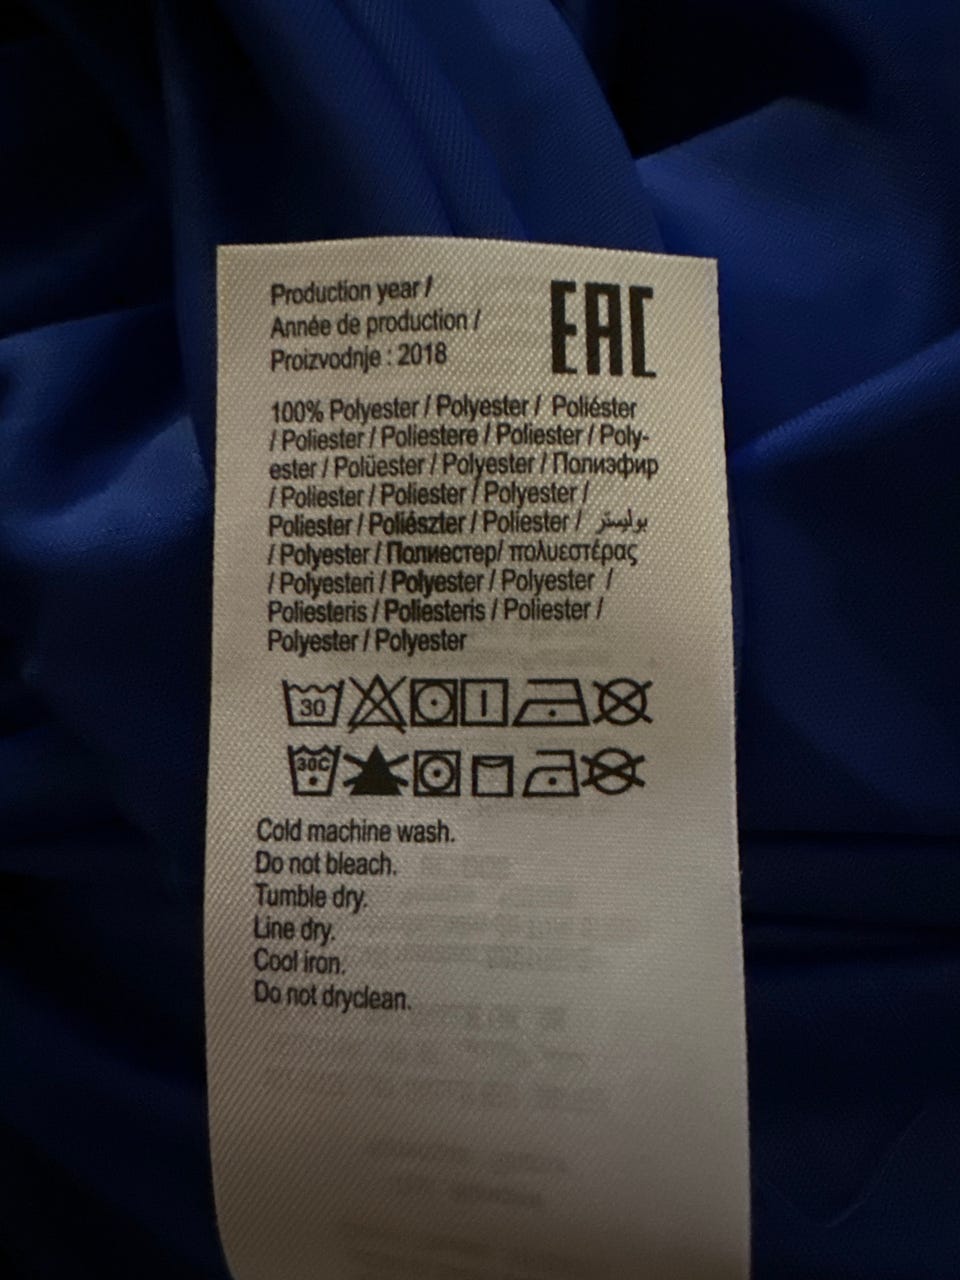 Production year /
Année de production /
Proizvodnje : 2018
EAC
100% Polyester / Polyester / Poliéster
/ Poliester / Poliestere / Poliester / Poly-
ester / Polüester / Polyester / Полиэфир
/ Poliester / Poliester / Polyester /
Poliester / Poliészter / Poliester / بوليستر
/ Polyester / Полиестер/ πολυεστέρας
/ Polyesteri / Polyester / Polyester /
Poliesteris / Poliesteris / Poliester /
Polyester / Polyester
30
30C
Cold machine wash.
Do not bleach.
Tumble dry.
Line dry.
Cool iron.
Do not dryclean.